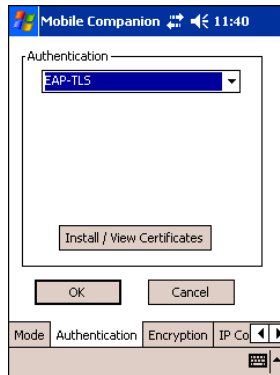 Mobile Companion 11:40
Authentication
EAP-TLS
Install / View Certificates
OK Cancel
Mode Authentication Encryption IP Co